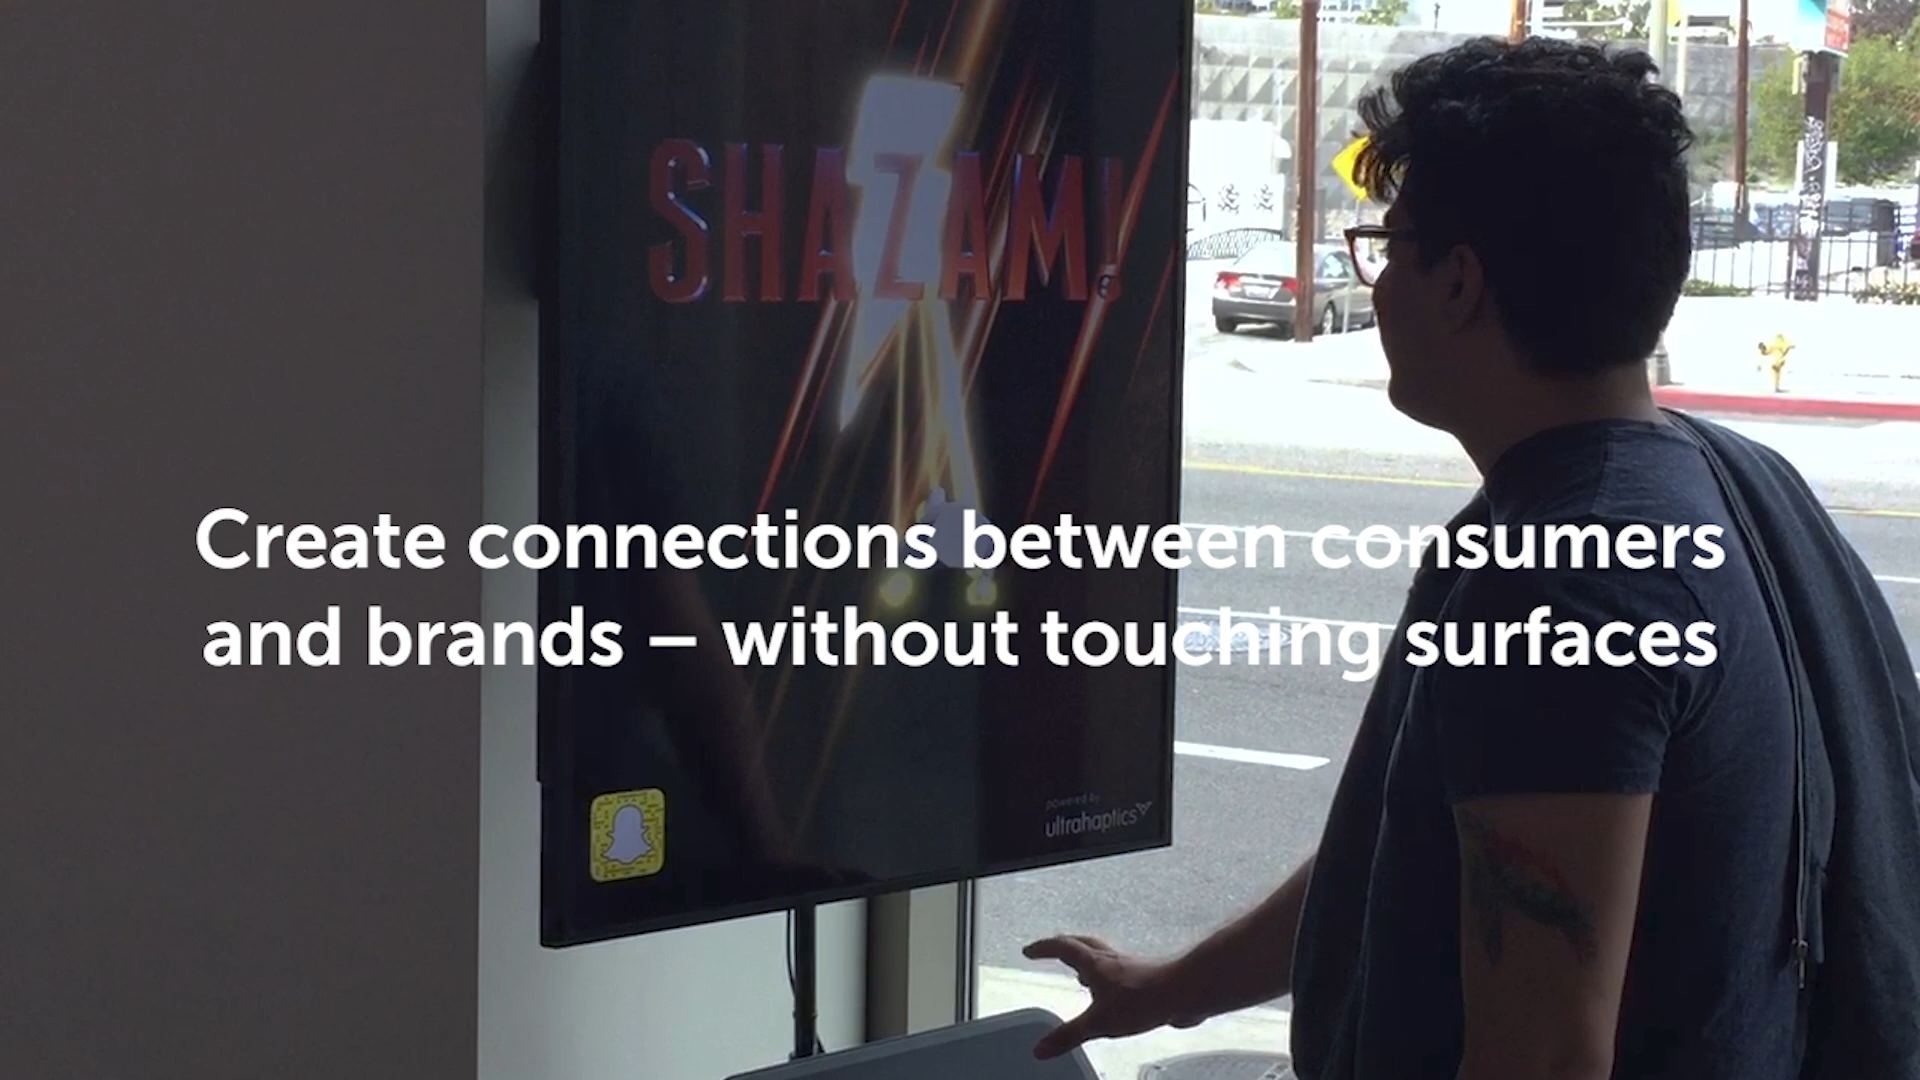 SHAZAM!
Create connections between consumers
and brands – without touching surfaces
powered by
ultrahaptics